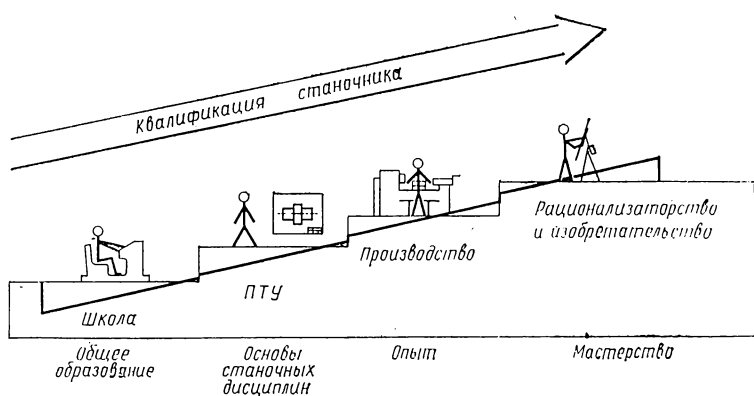 Квалификация станочника
Школа
ПТУ
Производство
Рационализаторство
и изобретательство
Общее
образование
Основы
станочных
дисциплин
Опыт
Мастерство